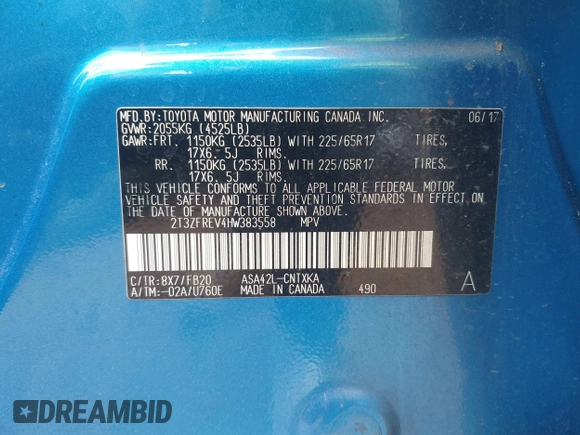 MFD.BY:TOYOTA MOTOR MANUFACTURING CANADA INC. 06/17
GVWR:2055KG (4525LB)
GAWR:FRT. 1150KG (2535LB) WITH 225/65R17 TIRES,
17X6. 5J RIMS.
RR. 1150KG (2535LB) WITH 225/65R17 TIRES,
17X6. 5J RIMS.
THIS VEHICLE CONFORMS TO ALL APPLICABLE FEDERAL MOTOR
VEHICLE SAFETY AND THEFT PREVENTION STANDARDS IN EFFECT ON
THE DATE OF MANUFACTURE SHOWN ABOVE.
2T3ZFREV4HW383558 MPV
C/TR:8X7/FB20 ASA42L-CNTXKA
A/TM:-02A/U760E 490 A
DREAMBID